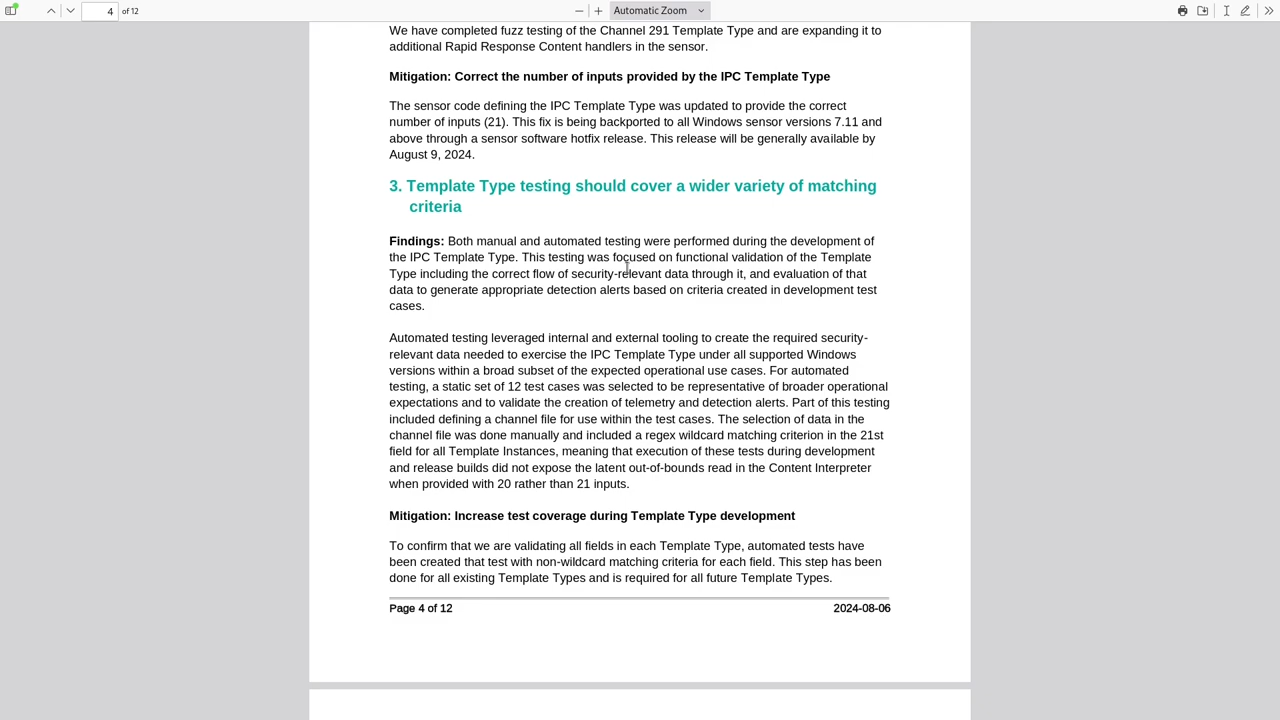 4
of 12
Automatic Zoom
We have completed fuzz testing of the Channel 291 Template Type and are expanding it to
additional Rapid Response Content handlers in the sensor.
Mitigation: Correct the number of inputs provided by the IPC Template Type
The sensor code defining the IPC Template Type was updated to provide the correct
number of inputs (21). This fix is being backported to all Windows sensor versions 7.11 and
above through a sensor software hotfix release. This release will be generally available by
August 9, 2024.
3. Template Type testing should cover a wider variety of matching
criteria
Findings: Both manual and automated testing were performed during the development of
the IPC Template Type. This testing was focused on functional validation of the Template
Type including the correct flow of security-relevant data through it, and evaluation of that
data to generate appropriate detection alerts based on criteria created in development test
cases.
Automated testing leveraged internal and external tooling to create the required security-
relevant data needed to exercise the IPC Template Type under all supported Windows
versions within a broad subset of the expected operational use cases. For automated
testing, a static set of 12 test cases was selected to be representative of broader operational
expectations and to validate the creation of telemetry and detection alerts. Part of this testing
included defining a channel file for use within the test cases. The selection of data in the
channel file was done manually and included a regex wildcard matching criterion in the 21st
field for all Template Instances, meaning that execution of these tests during development
and release builds did not expose the latent out-of-bounds read in the Content Interpreter
when provided with 20 rather than 21 inputs.
Mitigation: Increase test coverage during Template Type development
To confirm that we are validating all fields in each Template Type, automated tests have
been created that test with non-wildcard matching criteria for each field. This step has been
done for all existing Template Types and is required for all future Template Types.
Page 4 of 12
2024-08-06